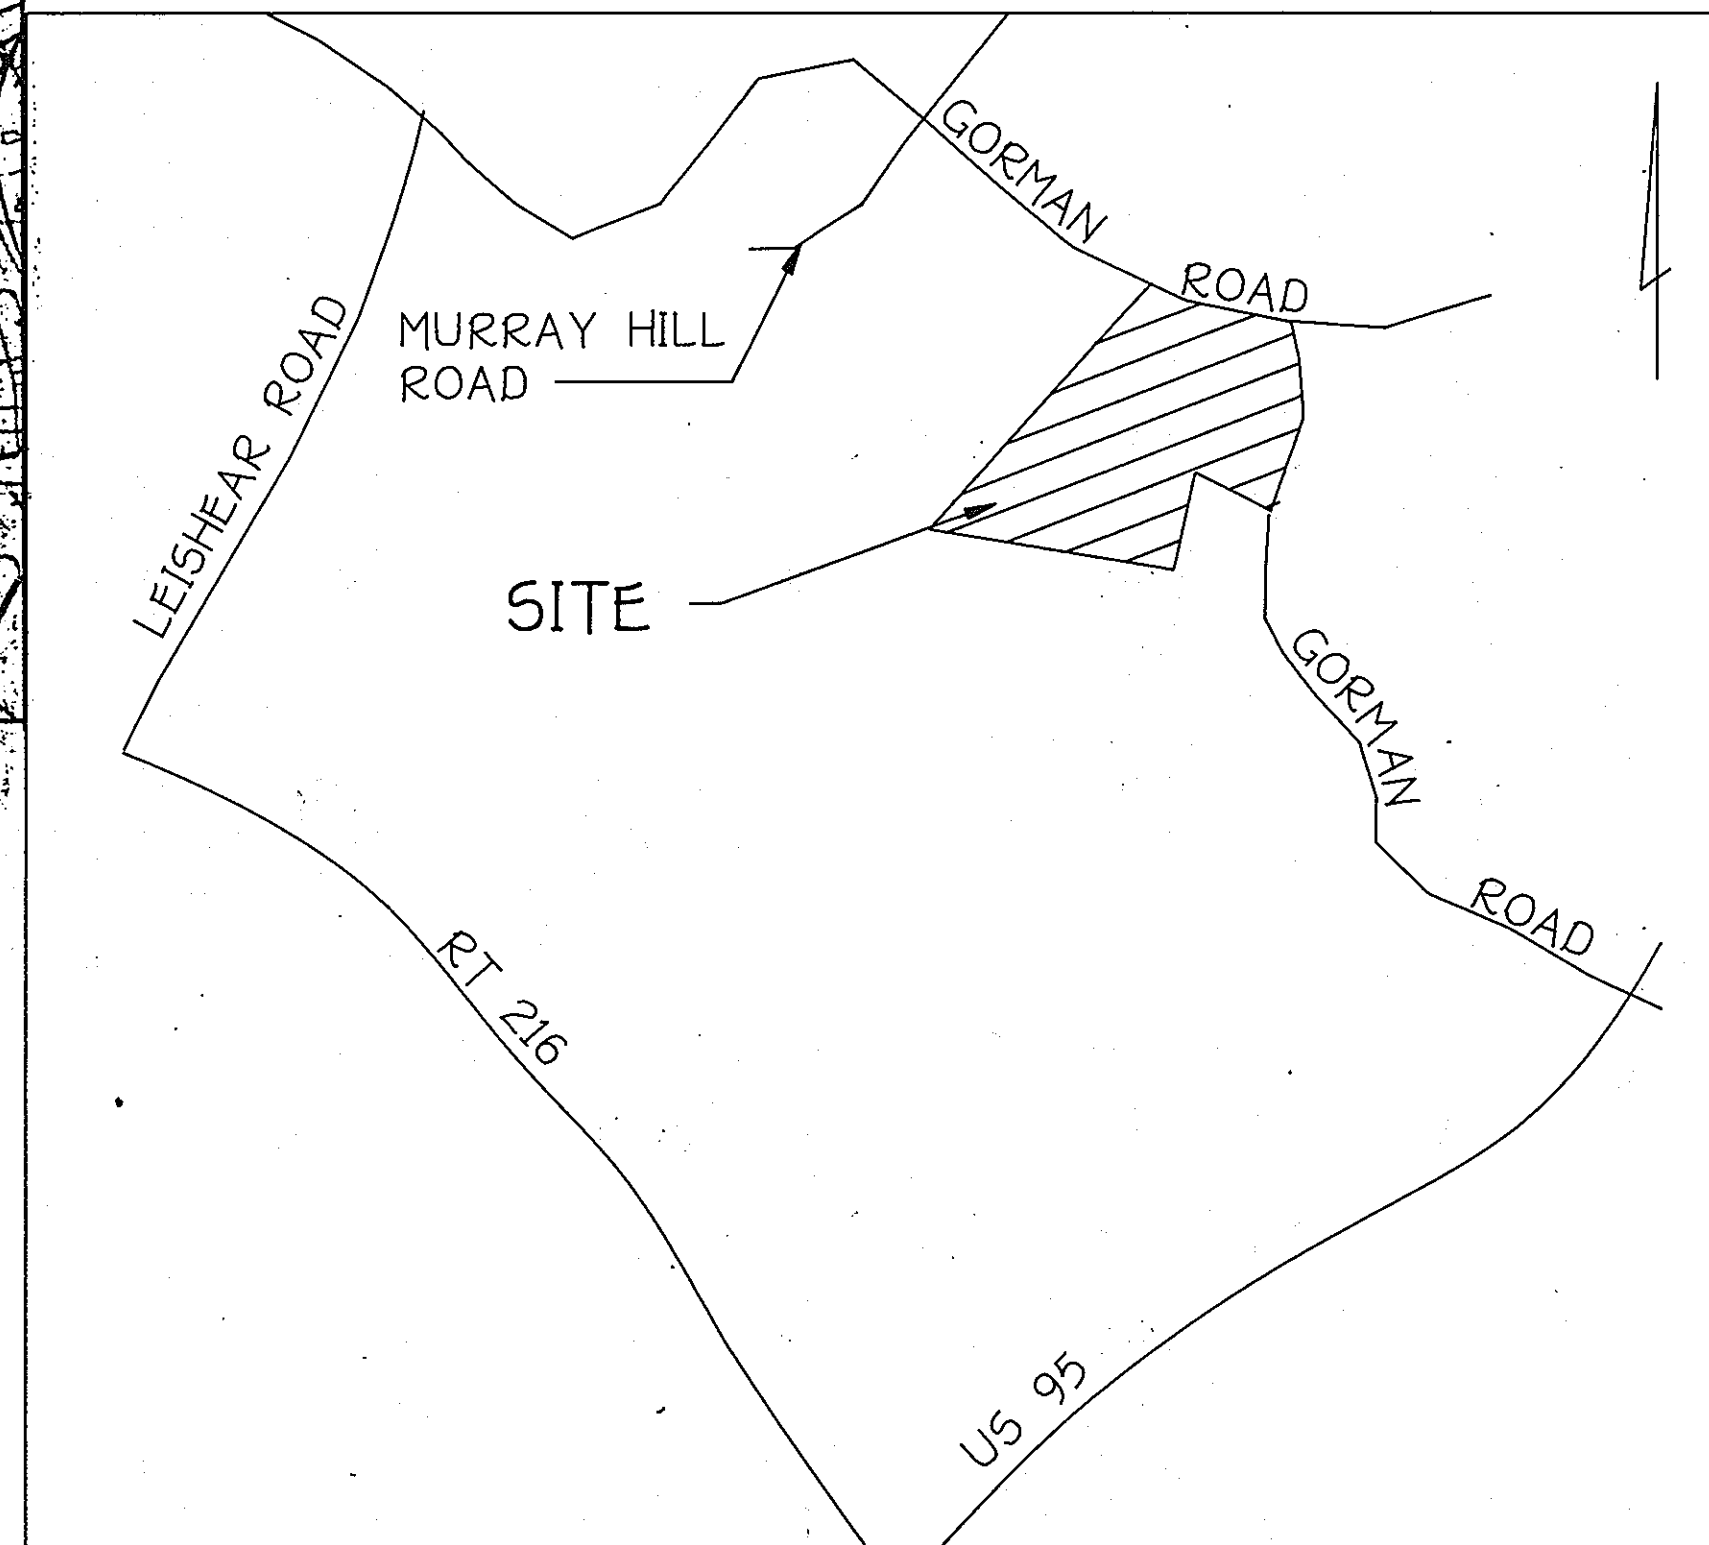 GORMAN
ROAD
MURRAY HILL
ROAD
LEISHEAR ROAD
SITE
GORMAN
ROAD
RT 216
US 95